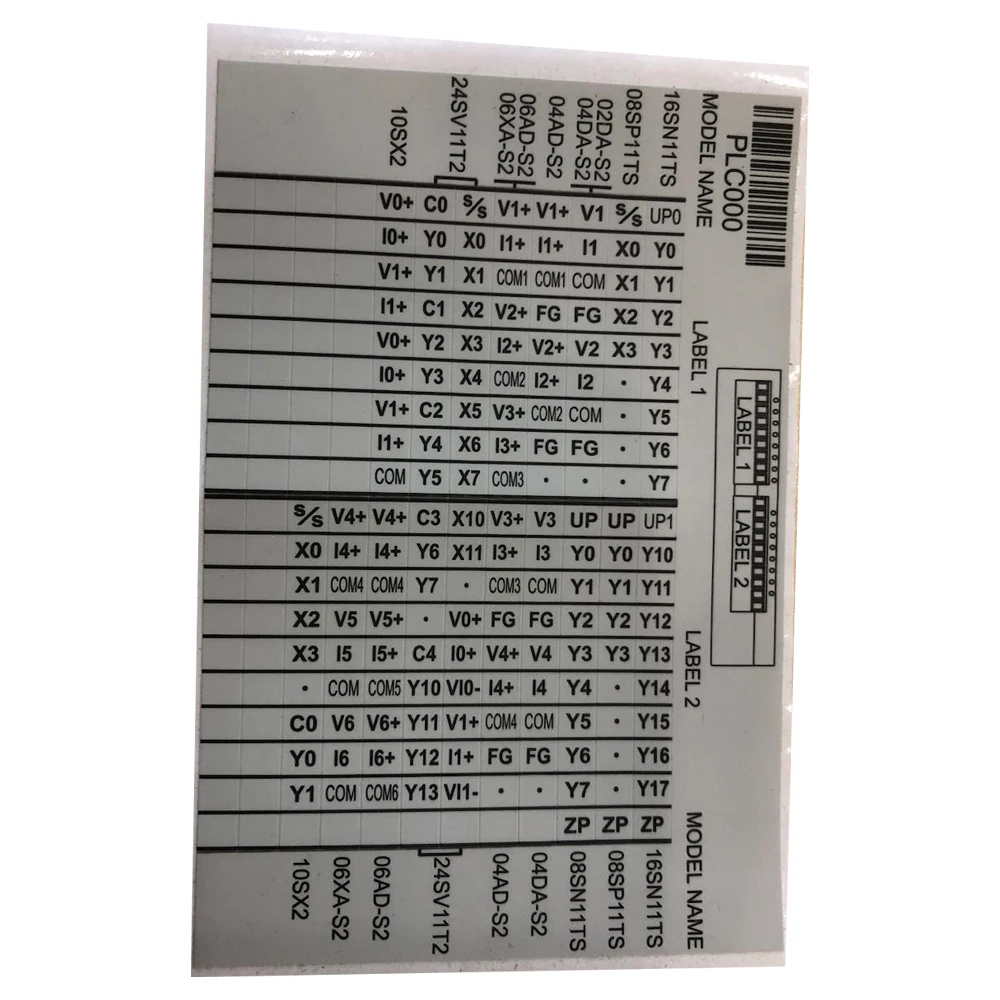 PLC000
MODEL NAME
LABEL 1
LABEL 2
MODEL NAME
LABEL 1
LABEL 2
16SN11TS
08SP11TS
02DA-S2
04DA-S2
04AD-S2
06AD-S2
06XA-S2
24SV11T2
10SX2
V0+ C0 S/S V1+ V1+ V1 S/S UP0
I0+ Y0 X0 I1+ I1+ I1 X0 Y0
V1+ Y1 X1 COM1 COM1 COM X1 Y1
I1+ C1 X2 V2+ FG FG X2 Y2
V0+ Y2 X3 I2+ V2+ V2 X3 Y3
I0+ Y3 X4 COM2 I2+ I2 • Y4
V1+ C2 X5 V3+ COM2 COM • Y5
I1+ Y4 X6 I3+ FG FG • Y6
COM Y5 X7 COM3 • • • Y7
S/S V4+ V4+ C3 X10 V3+ V3 UP UP UP1
X0 I4+ I4+ Y6 X11 I3+ I3 Y0 Y0 Y10
X1 COM4 COM4 Y7 • COM3 COM Y1 Y1 Y11
X2 V5 V5+ • V0+ FG FG Y2 Y2 Y12
X3 I5 I5+ C4 I0+ V4+ V4 Y3 Y3 Y13
• COM COM5 Y10 VI0- I4+ I4 Y4 • Y14
C0 V6 V6+ Y11 V1+ COM4 COM Y5 • Y15
Y0 I6 I6+ Y12 I1+ FG FG Y6 • Y16
Y1 COM COM6 Y13 VI1- • • Y7 • Y17
ZP ZP ZP
16SN11TS
08SP11TS
08SN11TS
04DA-S2
04AD-S2
24SV11T2
06AD-S2
06XA-S2
10SX2